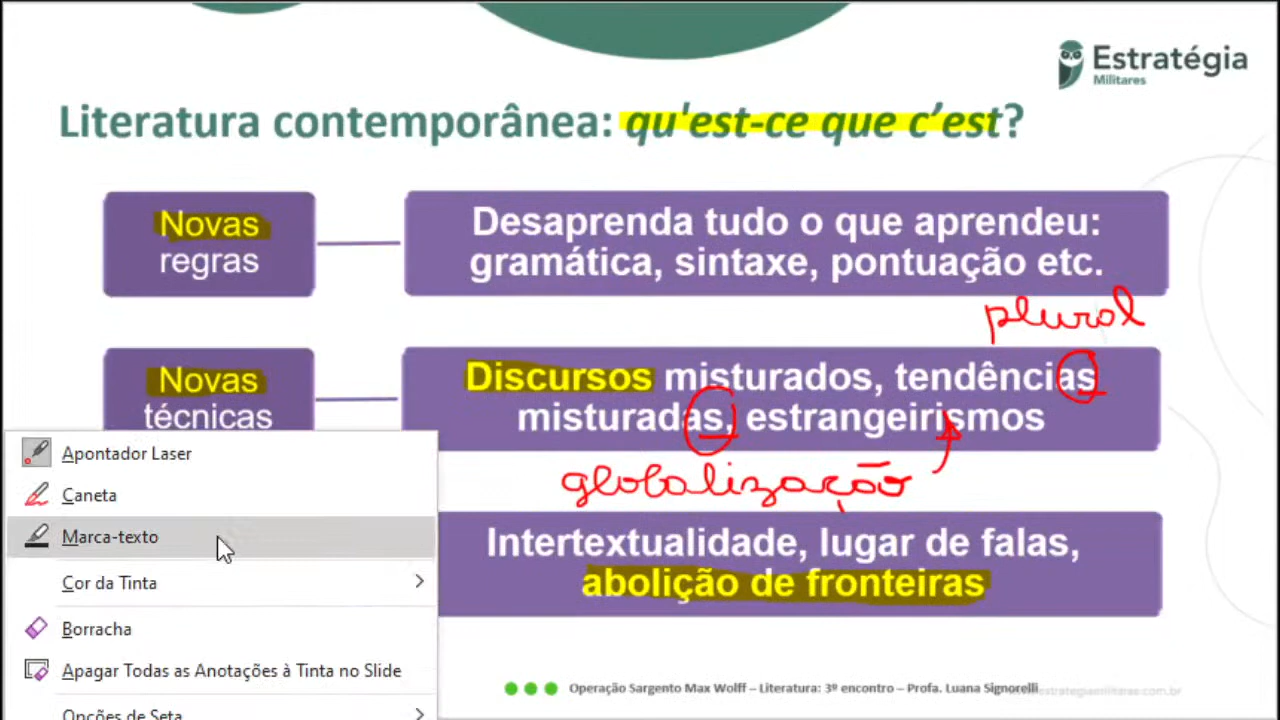 Estratégia
Militares
Literatura contemporânea: qu'est-ce que c’est?
Novas
regras
Desaprenda tudo o que aprendeu:
gramática, sintaxe, pontuação etc.
plural
Novas
técnicas
Discursos misturados, tendências
misturadas, estrangeirismos
globalização
Intertextualidade, lugar de falas,
abolição de fronteiras
Apontador Laser
Caneta
Marca-texto
Cor da Tinta
Borracha
Apagar Todas as Anotações à Tinta no Slide
Opções de Seta
Operação Sargento Max Wolff – Literatura: 3º encontro – Profa. Luana Signorelli